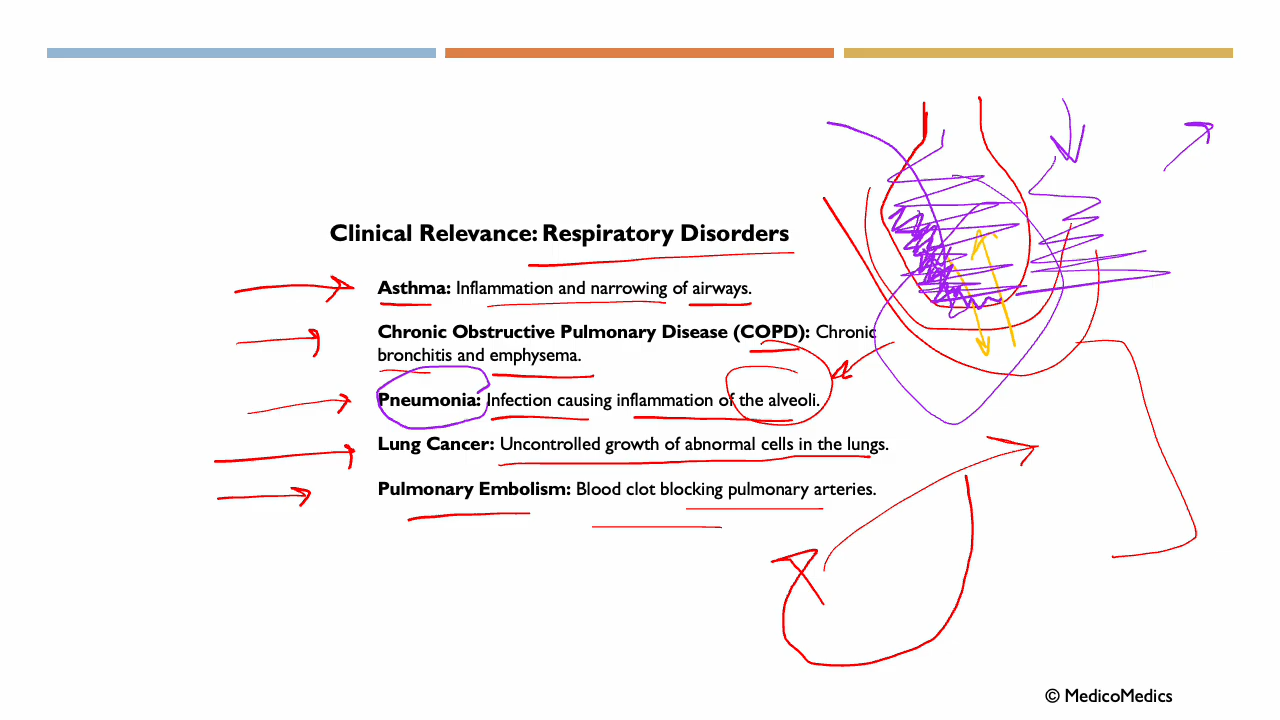 Clinical Relevance: Respiratory Disorders
Asthma: Inflammation and narrowing of airways.
Chronic Obstructive Pulmonary Disease (COPD): Chronic
bronchitis and emphysema.
Pneumonia: Infection causing inflammation of the alveoli.
Lung Cancer: Uncontrolled growth of abnormal cells in the lungs.
Pulmonary Embolism: Blood clot blocking pulmonary arteries.
© MedicoMedics